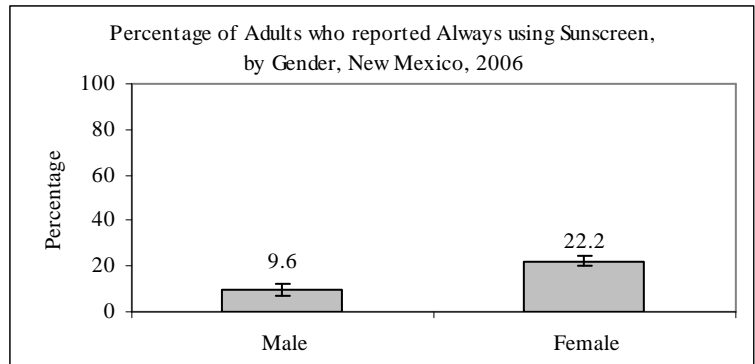 Percentage of Adults who reported Always using Sunscreen,
by Gender, New Mexico, 2006
100
80
60
40
20
0
Percentage
9.6
22.2
Male
Female